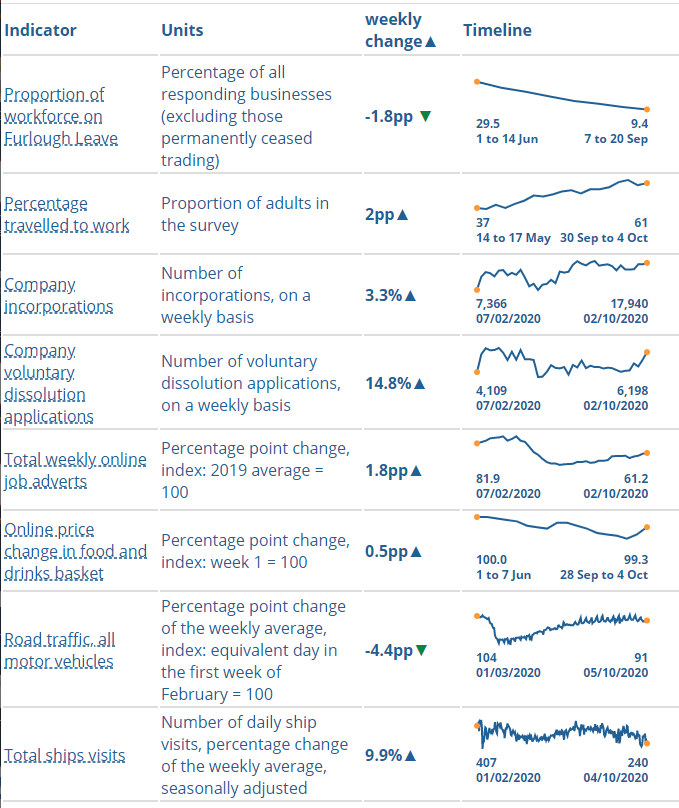 Indicator
Units
weekly
change▲
Timeline
Proportion of
workforce on
Furlough Leave
Percentage of all
responding businesses
(excluding those
permanently ceased
trading)
-1.8pp ▼
29.5 9.4
1 to 14 Jun 7 to 20 Sep
Percentage
travelled to work
Proportion of adults in
the survey
2pp▲
37 61
14 to 17 May 30 Sep to 4 Oct
Company
incorporations
Number of
incorporations, on a
weekly basis
3.3%▲
7,366 17,940
07/02/2020 02/10/2020
Company
voluntary
dissolution
applications
Number of voluntary
dissolution applications,
on a weekly basis
14.8%▲
4,109 6,198
07/02/2020 02/10/2020
Total weekly online
job adverts
Percentage point change,
index: 2019 average =
100
1.8pp▲
81.9 61.2
07/02/2020 02/10/2020
Online price
change in food and
drinks basket
Percentage point change,
index: week 1 = 100
0.5pp▲
100.0 99.3
1 to 7 Jun 28 Sep to 4 Oct
Road traffic, all
motor vehicles
Percentage point change
of the weekly average,
index: equivalent day in
the first week of
February = 100
-4.4pp▼
104 91
01/03/2020 05/10/2020
Total ships visits
Number of daily ship
visits, percentage change
of the weekly average,
seasonally adjusted
9.9%▲
407 240
01/02/2020 04/10/2020